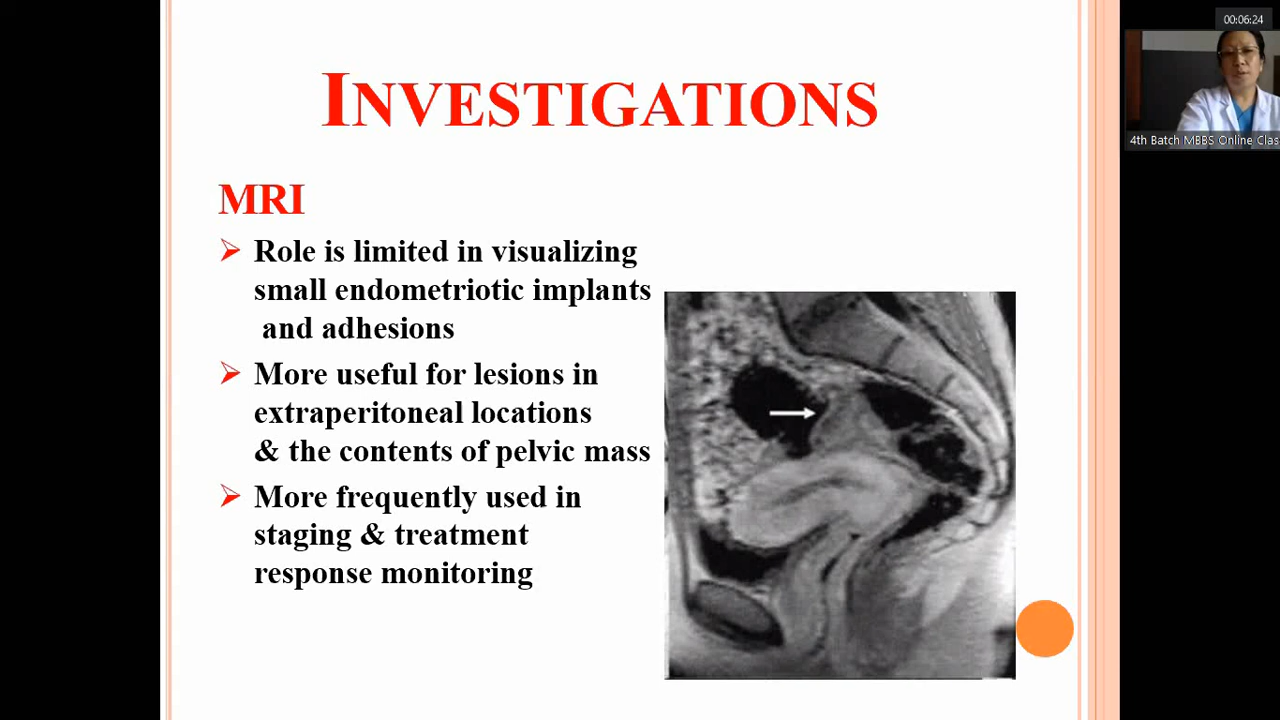 00:06:24
4th Batch MBBS Online Clas
INVESTIGATIONS
MRI
Role is limited in visualizing
small endometriotic implants
and adhesions
More useful for lesions in
extraperitoneal locations
& the contents of pelvic mass
More frequently used in
staging & treatment
response monitoring